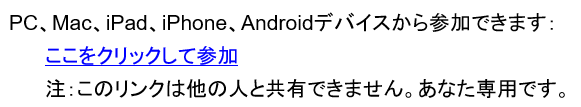 PC、Mac、iPad、iPhone、Androidデバイスから参加できます:
ここをクリックして参加
注:このリンクは他の人と共有できません。あなた専用です。